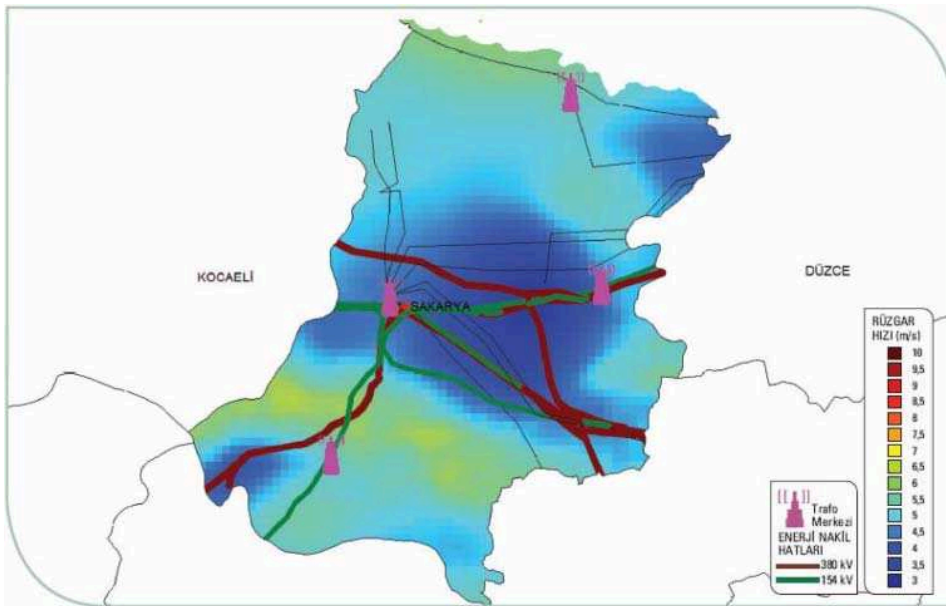 KOCAELİ
SAKARYA
DÜZCE
RÜZGAR
HIZI (m/s)
10
9,5
9
8,5
8
7,5
7
6,5
6
5,5
5
4,5
4
3,5
3
Trafo
Merkezi
ENERJİ NAKİL
HATLARI
380 kV
154 kV